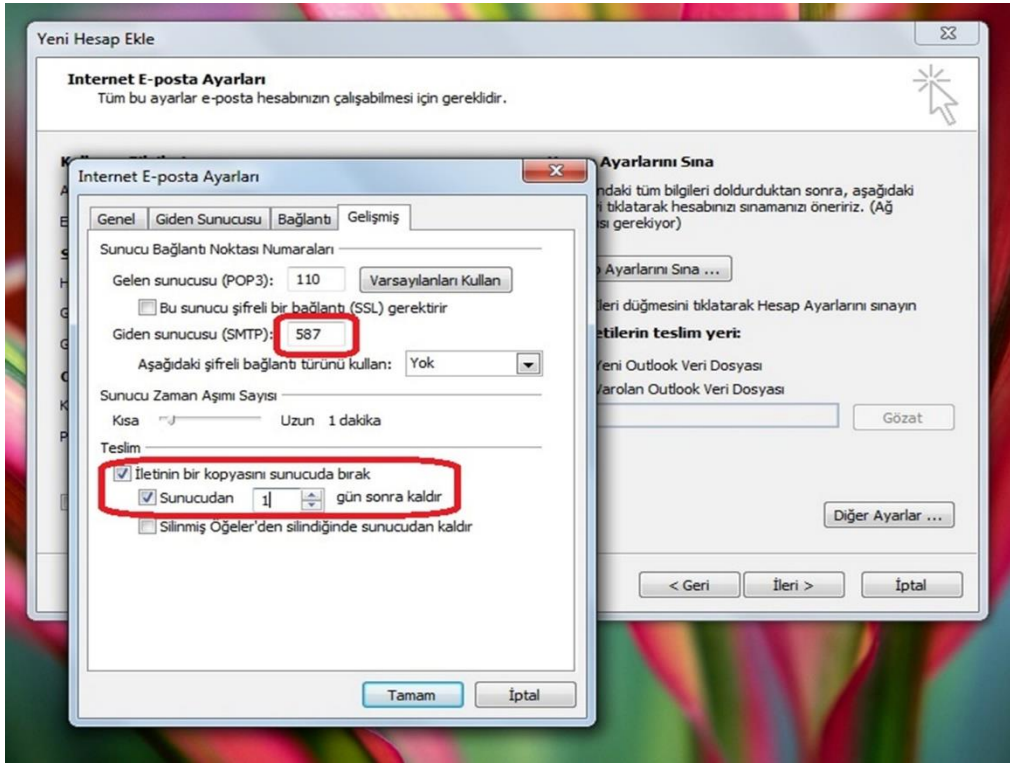 Yeni Hesap Ekle
Internet E-posta Ayarları
Tüm bu ayarlar e-posta hesabınızın çalışabilmesi için gereklidir.
Ayarlarını Sına
ndaki tüm bilgileri doldurduktan sonra, aşağıdaki
tıklatarak hesabınızı sınamanızı öneririz. (Ağ
gerekiyor)
Ayarlarını Sına ...
İleri düğmesini tıklatarak Hesap Ayarlarını sınayın
etilerin teslim yeri:
Yeni Outlook Veri Dosyası
Varolan Outlook Veri Dosyası
Gözat
Diğer Ayarlar ...
< Geri
İleri >
İptal
Internet E-posta Ayarları
Genel Giden Sunucusu Bağlantı Gelişmiş
Sunucu Bağlantı Noktası Numaraları
Gelen sunucusu (POP3): 110 Varsayılanları Kullan
Bu sunucu şifreli bir bağlantı (SSL) gerektirir
Giden sunucusu (SMTP): 587
Aşağıdaki şifreli bağlantı türünü kullan: Yok
Sunucu Zaman Aşımı Sayısı
Kısa Uzun 1 dakika
Teslim
İletinin bir kopyasını sunucuda bırak
Sunucudan 1 gün sonra kaldır
Silinmiş Öğeler'den silindiğinde sunucudan kaldır
Tamam İptal